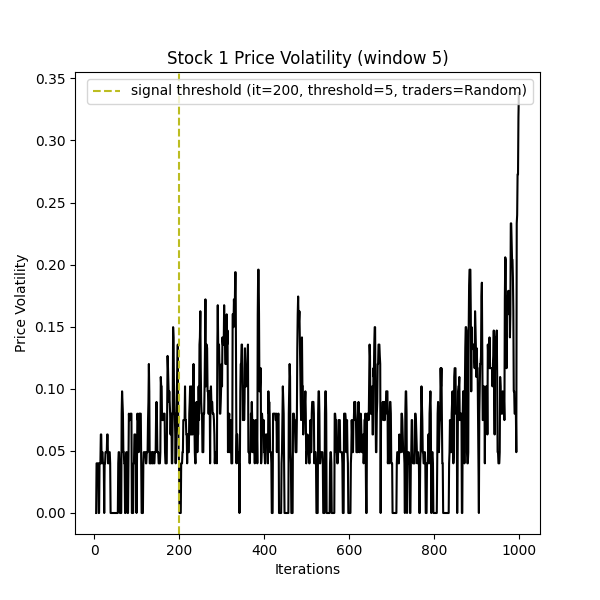 Stock 1 Price Volatility (window 5)
signal threshold (it=200, threshold=5, traders=Random)
0.35
0.30
0.25
0.20
0.15
0.10
0.05
0.00
Price Volatility
0 200 400 600 800 1000
Iterations